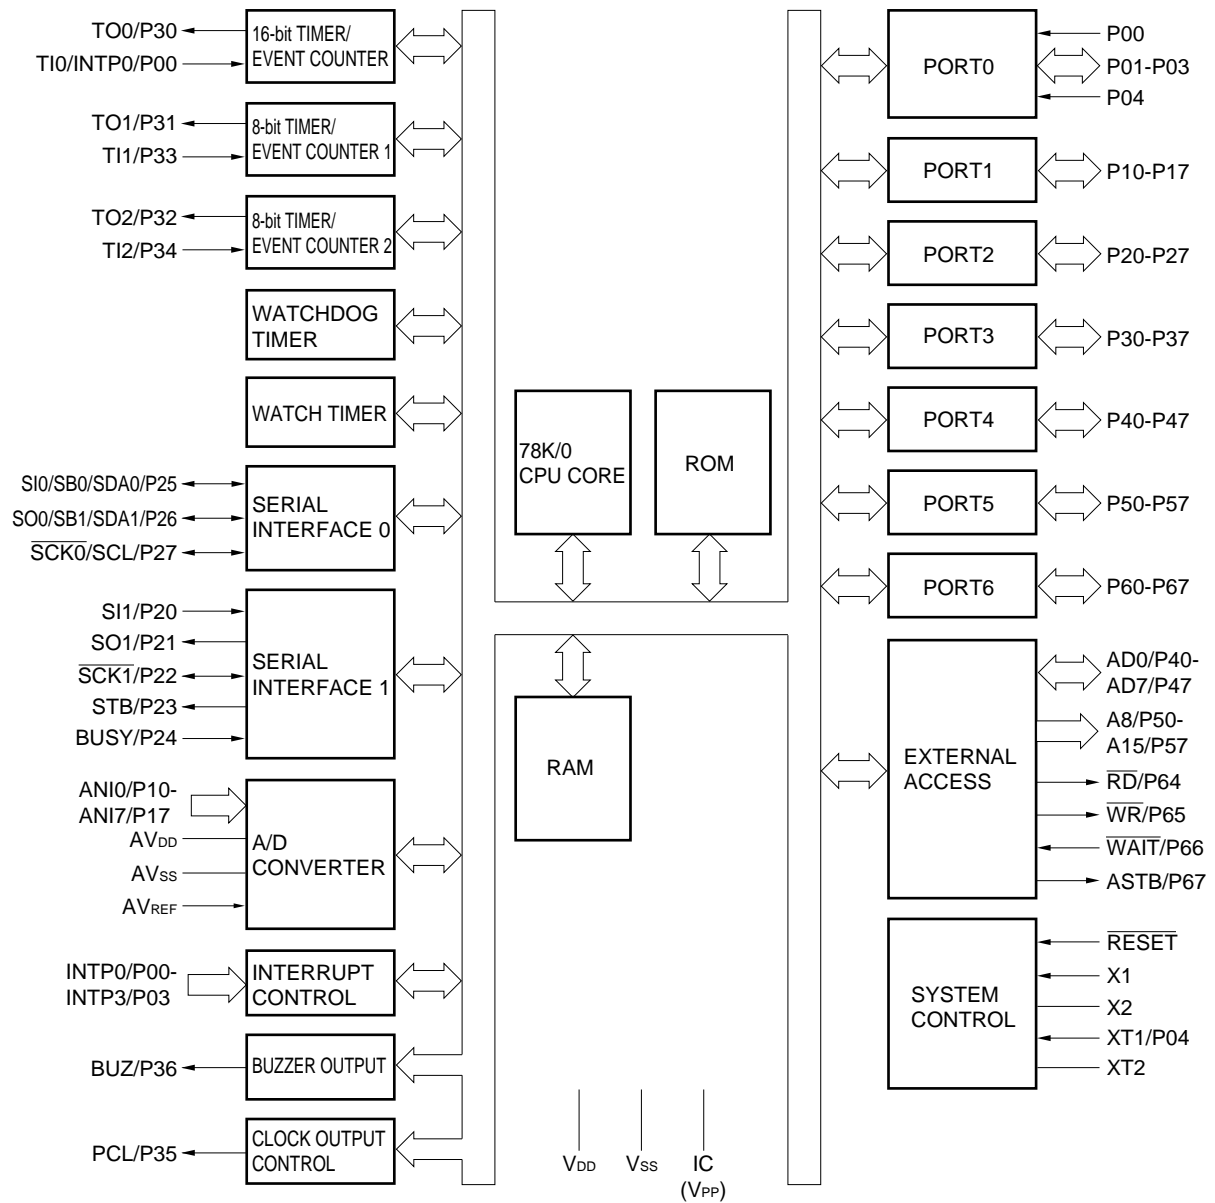 TO0/P30
TI0/INTP0/P00
16-bit TIMER/
EVENT COUNTER
TO1/P31
TI1/P33
8-bit TIMER/
EVENT COUNTER 1
TO2/P32
TI2/P34
8-bit TIMER/
EVENT COUNTER 2
WATCHDOG
TIMER
WATCH TIMER
SI0/SB0/SDA0/P25
SO0/SB1/SDA1/P26
S̅C̅K̅0̅/SCL/P27
SERIAL
INTERFACE 0
SI1/P20
SO1/P21
S̅C̅K̅1̅/P22
STB/P23
BUSY/P24
SERIAL
INTERFACE 1
ANI0/P10-
ANI7/P17
AVDD
AVSS
AVREF
A/D
CONVERTER
INTP0/P00-
INTP3/P03
INTERRUPT
CONTROL
BUZ/P36
BUZZER OUTPUT
PCL/P35
CLOCK OUTPUT
CONTROL
78K/0
CPU CORE
ROM
RAM
VDD
VSS
IC
(VPP)
PORT0
P00
P01-P03
P04
PORT1
P10-P17
PORT2
P20-P27
PORT3
P30-P37
PORT4
P40-P47
PORT5
P50-P57
PORT6
P60-P67
EXTERNAL
ACCESS
AD0/P40-
AD7/P47
A8/P50-
A15/P57
R̅D̅/P64
W̅R̅/P65
W̅A̅I̅T̅/P66
ASTB/P67
SYSTEM
CONTROL
R̅E̅S̅E̅T̅
X1
X2
XT1/P04
XT2